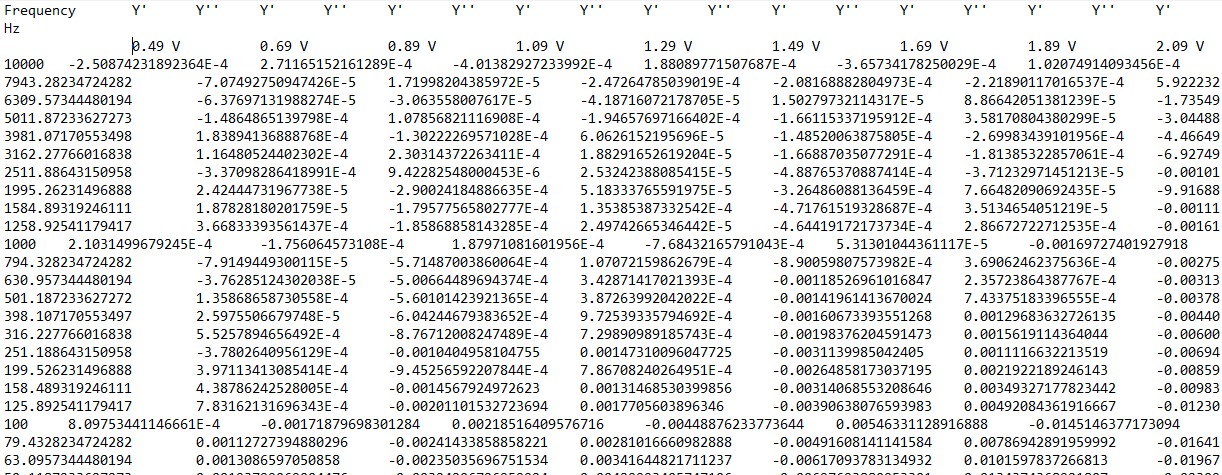 Frequency Y' Y'' Y' Y'' Y' Y'' Y' Y'' Y' Y'' Y' Y'' Y' Y'' Y' Y'' Y'
Hz
0.49 V 0.69 V 0.89 V 1.09 V 1.29 V 1.49 V 1.69 V 1.89 V 2.09 V
10000 -2.50874231892364E-4 2.71165152161289E-4 -4.01382927233992E-4 1.88089771507687E-4 -3.65734178250029E-4 1.02074914093456E-4
7943.28234724282 -7.07492750947426E-5 1.71998204385972E-5 -2.47264785039019E-4 -2.08168882804973E-4 -2.21890117016537E-4 5.922232
6309.57344480194 -6.37697131988274E-5 -3.0635580076​17E-5 -4.18716072178705E-5 1.50279732114317E-5 8.86642051381239E-5 -1.73549
5011.87233627273 -1.4864865139798E-4 1.07856821116908E-4 -1.94657697166402E-4 -1.66115337195912E-4 3.58170804380299E-5 -3.04488
3981.07170553498 1.83894136888768E-4 -1.30222269571028E-4 6.0626152195696E-5 -1.48520063875805E-4 -2.69983439101956E-4 -4.46649
3162.27766016838 1.16480524402302E-4 2.30314372263411E-4 1.88291652619204E-5 -1.66887035077291E-4 -1.81385322857061E-4 -6.92749
2511.88643150958 -3.37098286418991E-4 9.42282548000453E-6 2.53242388085415E-5 -4.88765370887414E-4 -3.71232971451213E-5 -0.00101
1995.26231496888 2.42444731967738E-5 -2.90024184886635E-4 5.18333765591975E-5 -3.26486088136459E-4 7.66482090692435E-5 -9.91688
1584.89319246111 1.87828180201759E-5 -1.79577565802777E-4 1.35385387332542E-4 -4.71761519328687E-4 3.5134654051219E-5 -0.00111
1258.92541179417 3.66833393561437E-4 -1.85868858143285E-4 2.49742665346442E-5 -4.64419172173734E-4 2.86672722712535E-4 -0.00161
1000 2.1031499679245E-4 -1.756064573108E-4 1.87971081601956E-4 -7.68432165791043E-4 5.31301044361117E-5 -0.00169727401927918
794.328234724282 -7.9149449300115E-5 -5.71487003860064E-4 1.07072159862679E-4 -8.90059807573982E-4 3.69062462375636E-4 -0.00275
630.957344480194 -3.76285124302038E-5 -5.00664489694374E-4 3.42871417021393E-4 -0.00118526961016847 2.35723864387767E-4 -0.00313
501.187233627272 1.35868658730558E-4 -5.60101423921365E-4 3.87263992042022E-4 -0.00141961413670024 7.43375183396555E-4 -0.00378
398.107170553497 2.5975506679748E-5 -6.04244679383652E-4 9.72539335794692E-4 -0.00160673393551268 0.00129683632726135 -0.00440
316.227766016838 5.5257894656492E-4 -8.76712008247489E-4 7.29890989185743E-4 -0.00198376204591473 0.0015619114364044 -0.00600
251.188643150958 -3.7802640956129E-4 -0.0010404958104755 0.00147310096047725 -0.0031139985042405 0.0011116632213519 -0.00694
199.526231496888 3.97113413085414E-4 -9.45256592207844E-4 7.86708240264951E-4 -0.00264858173037195 0.0021922189246143 -0.00859
158.489319246111 4.38786242528005E-4 -0.0014567924972623 0.00131468530399856 -0.00314068553208646 0.00349327177823442 -0.00983
125.892541179417 7.83162131696343E-4 -0.00201101532723694 0.0017705603896346 -0.00390638076593983 0.00492084361916667 -0.01230
100 8.09753441146661E-4 -0.0017187969830​1284 0.00218516409576716 -0.00448876233773644 0.00546331128916888 -0.0145146377173094
79.4328234724282 0.00112727394880296 -0.00241433858858221 0.00281016660982888 -0.00491608141141584 0.00786942891959992 -0.01641
63.0957344480194 0.0013086597050858 -0.00235035696751534 0.00341644821711237 -0.00617093783134932 0.0101597837266813 -0.01967